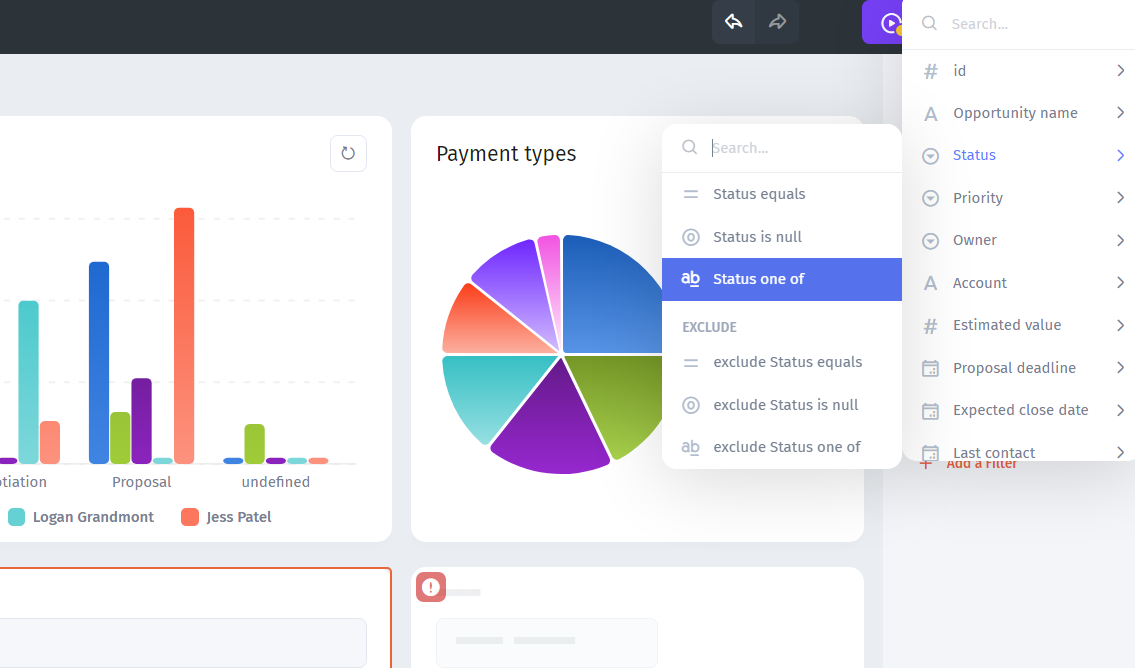 Search...
id
Opportunity name
Status
Priority
Owner
Account
Estimated value
Proposal deadline
Expected close date
Last contact
Add a Filter
Search...
Status equals
Status is null
ab Status one of
EXCLUDE
exclude Status equals
exclude Status is null
ab exclude Status one of
Payment types
otiation
Proposal
undefined
Logan Grandmont
Jess Patel